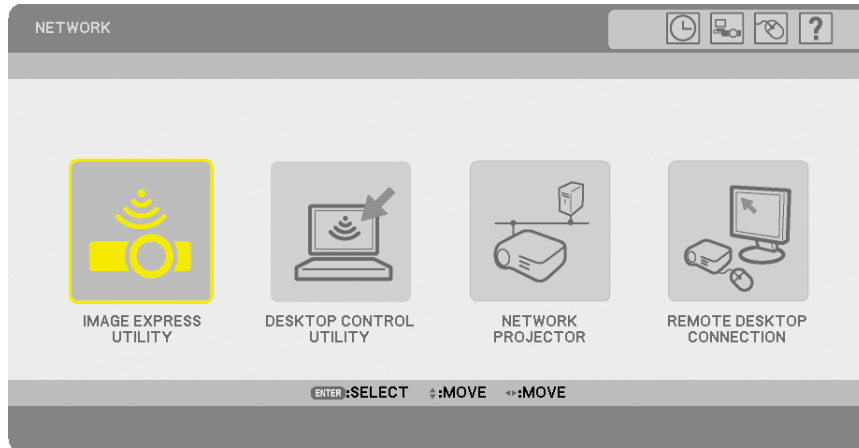 NETWORK
?
IMAGE EXPRESS
UTILITY
DESKTOP CONTROL
UTILITY
NETWORK
PROJECTOR
REMOTE DESKTOP
CONNECTION
ENTER:SELECT ♦:MOVE ◂▸:MOVE